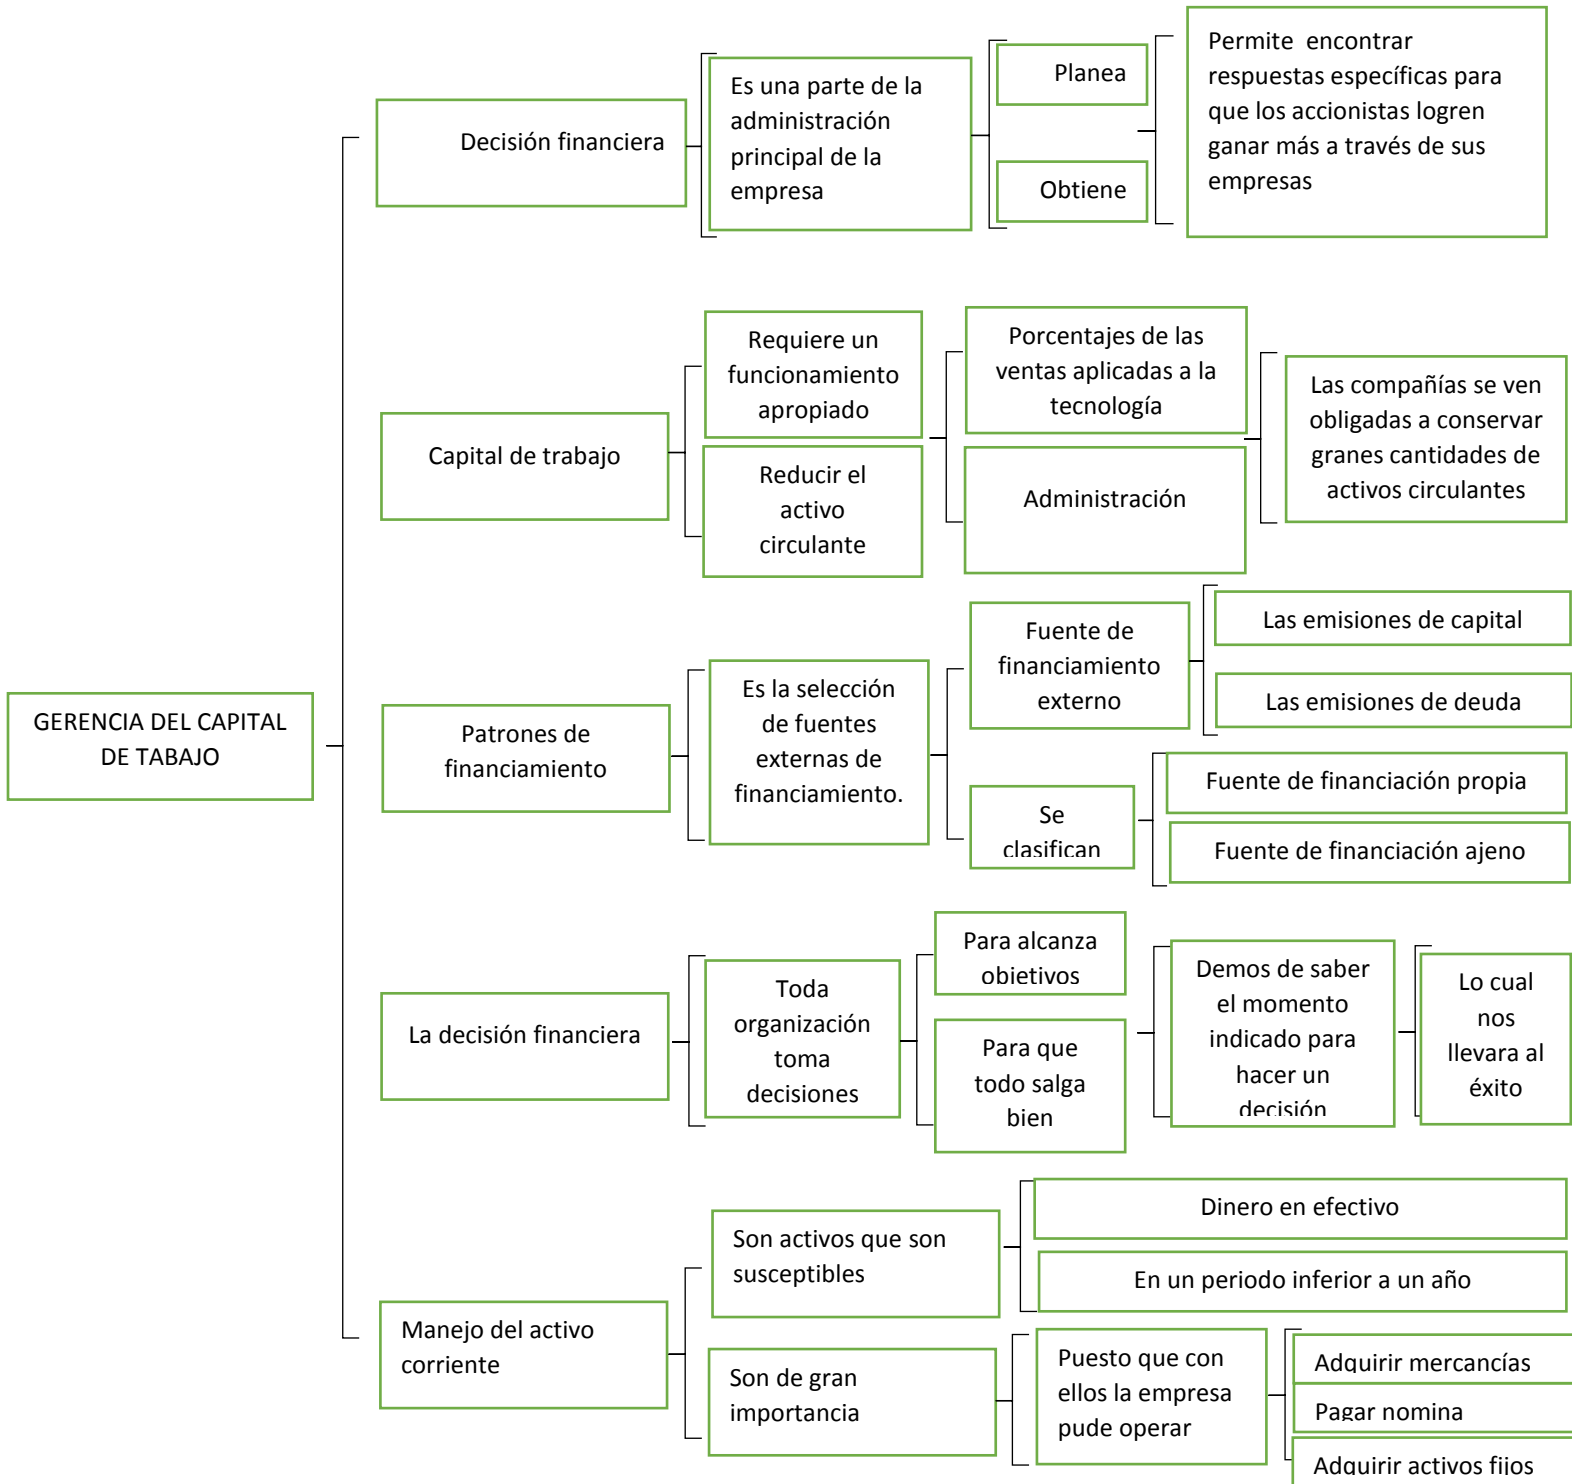 GERENCIA DEL CAPITAL
DE TABAJO
Decisión financiera
Es una parte de la
administración
principal de la
empresa
Planea
Obtiene
Permite encontrar
respuestas específicas para
que los accionistas logren
ganar más a través de sus
empresas
Capital de trabajo
Requiere un
funcionamiento
apropiado
Reducir el
activo
circulante
Porcentajes de las
ventas aplicadas a la
tecnología
Administración
Las compañías se ven
obligadas a conservar
granes cantidades de
activos circulantes
Patrones de
financiamiento
Es la selección
de fuentes
externas de
financiamiento.
Fuente de
financiamiento
externo
Las emisiones de capital
Las emisiones de deuda
Se
clasifican
Fuente de financiación propia
Fuente de financiación ajeno
La decisión financiera
Toda
organización
toma
decisiones
Para alcanza
obietivos
Para que
todo salga
bien
Demos de saber
el momento
indicado para
hacer un
decisión
Lo cual
nos
llevara al
éxito
Manejo del activo
corriente
Son activos que son
susceptibles
Dinero en efectivo
En un periodo inferior a un año
Son de gran
importancia
Puesto que con
ellos la empresa
pude operar
Adquirir mercancías
Pagar nomina
Adquirir activos fijos